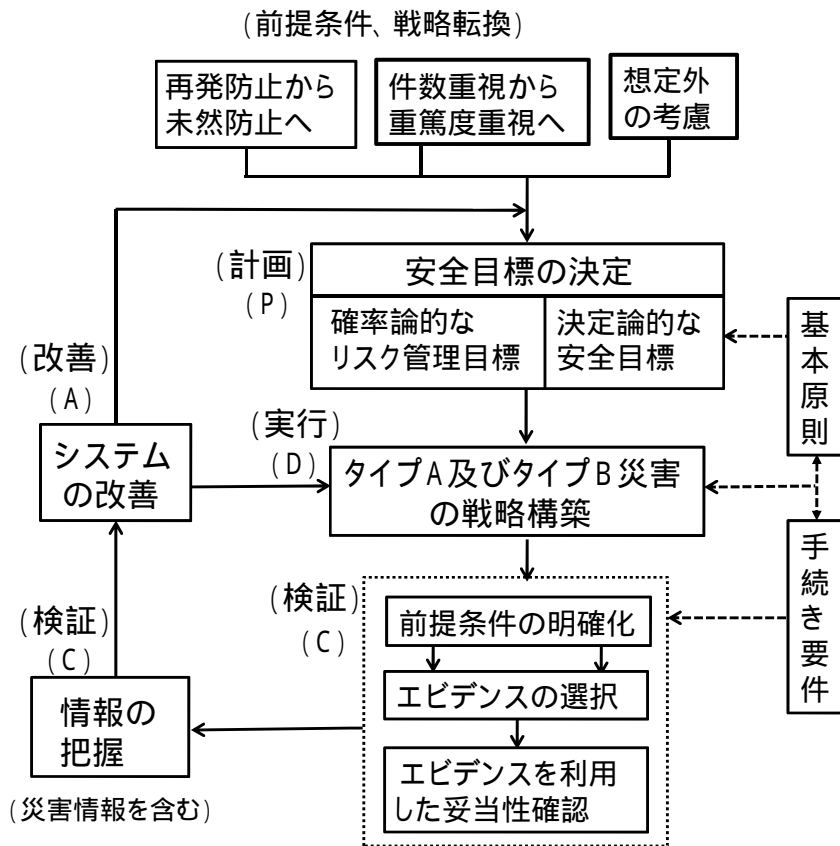 (前提条件、戦略転換)
再発防止から
未然防止へ
件数重視から
重篤度重視へ
想定外
の考慮
(計画)
(P)
安全目標の決定
確率論的な
リスク管理目標
決定論的な
安全目標
基本原則
(改善)
(A)
システム
の改善
(実行)
(D)
タイプA及びタイプB災害
の戦略構築
手続き要件
(検証)
(C)
前提条件の明確化
エビデンスの選択
エビデンスを利用
した妥当性確認
(検証)
(C)
情報の
把握
(災害情報を含む)